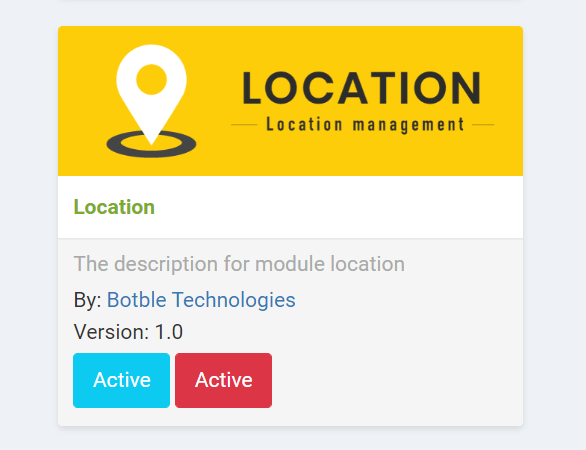 LOCATION
Location management
Location
The description for module location
By: Botble Technologies
Version: 1.0
Active Active